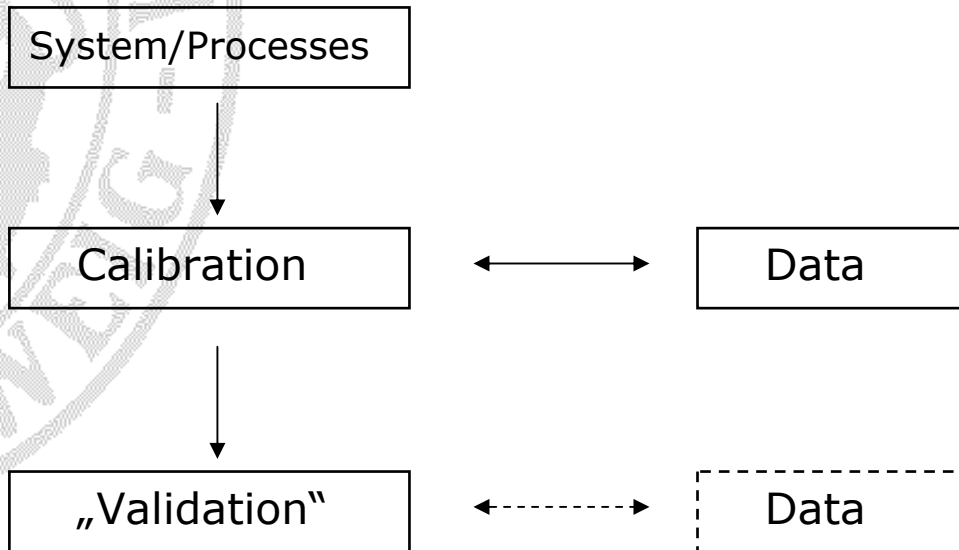 System/Processes
Calibration
Data
„Validation“
Data